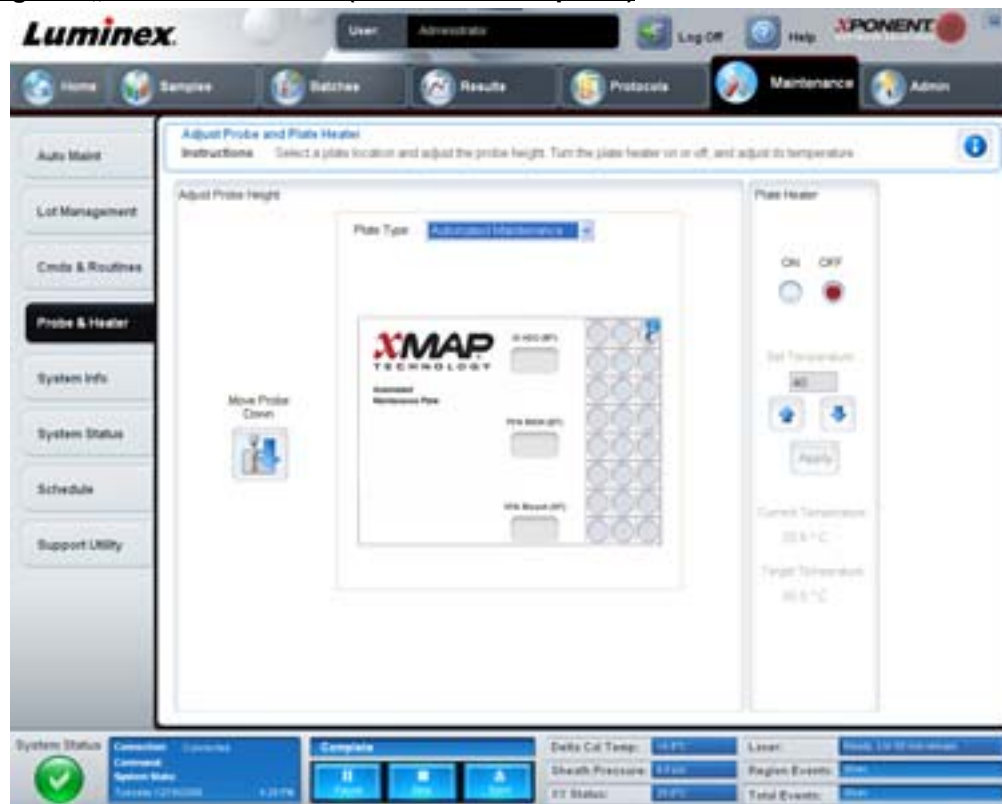 Luminex.
User: Administrator
Log Off
Help
XPONENT
Home
Samples
Batches
Results
Protocols
Maintenance
Admin
Auto Maint
Lot Management
Cmds & Routines
Probe & Heater
System Info
System Status
Schedule
Support Utility
Adjust Probe and Plate Heater
Instructions Select a plate location and adjust the probe height. Turn the plate heater on or off, and adjust its temperature.
Adjust Probe Height
Plate Type Automated Maintenance
Move Probe
Down
XMAP
TECHNOLOGY
Automated
Maintenance Plate
Plate Heater
ON OFF
Set Temperature
40
Apply
Current Temperature
Target Temperature
System Status
Connection: Connected
Command:
System State:
Complete
Pause
Stop
Eject
Delta Cal Temp:
Sheath Pressure:
XY Status:
Laser:
Region Events:
Total Events: